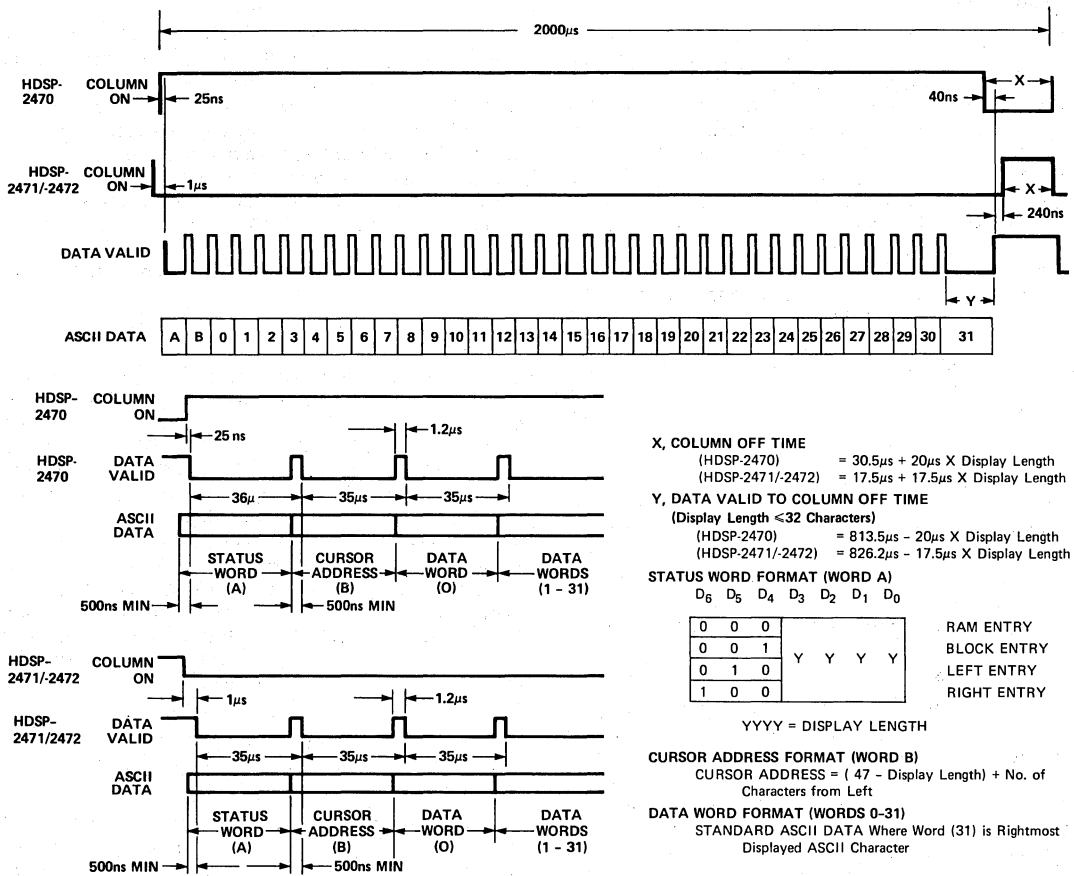 2000μs
HDSP-
2470
COLUMN
ON
25ns
40ns
X
HDSP-
2471/-2472
COLUMN
ON
1μs
X
240ns
DATA VALID
Y
ASCII DATA
A B 0 1 2 3 4 5 6 7 8 9 10 11 12 13 14 15 16 17 18 19 20 21 22 23 24 25 26 27 28 29 30 31
HDSP-
2470
COLUMN
ON
25 ns
1.2μs
HDSP-
2470
DATA
VALID
36μ 35μs 35μs
ASCII
DATA
STATUS
WORD
(A)
CURSOR
ADDRESS
(B)
DATA
WORD
(O)
DATA
WORDS
(1 - 31)
500ns MIN
500ns MIN
HDSP-
2471/-2472
COLUMN
ON
1μs
1.2μs
HDSP-
2471/2472
DATA
VALID
35μs 35μs 35μs
ASCII
DATA
STATUS
WORD
(A)
CURSOR
ADDRESS
(B)
DATA
WORD
(O)
DATA
WORDS
(1 - 31)
500ns MIN
500ns MIN
X, COLUMN OFF TIME
(HDSP-2470) = 30.5μs + 20μs X Display Length
(HDSP-2471/-2472) = 17.5μs + 17.5μs X Display Length
Y, DATA VALID TO COLUMN OFF TIME
(Display Length ⩽32 Characters)
(HDSP-2470) = 813.5μs - 20μs X Display Length
(HDSP-2471/-2472) = 826.2μs - 17.5μs X Display Length
STATUS WORD FORMAT (WORD A)
D6 D5 D4 D3 D2 D1 D0
0 0 0 RAM ENTRY
0 0 1 BLOCK ENTRY
Y Y Y Y
0 1 0 LEFT ENTRY
1 0 0 RIGHT ENTRY
YYYY = DISPLAY LENGTH
CURSOR ADDRESS FORMAT (WORD B)
CURSOR ADDRESS = ( 47 - Display Length) + No. of
Characters from Left
DATA WORD FORMAT (WORDS 0-31)
STANDARD ASCII DATA Where Word (31) is Rightmost
Displayed ASCII Character